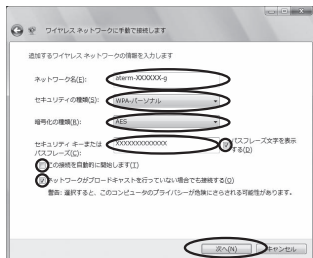 ワイヤレス ネットワークに手動で接続します
追加するワイヤレス ネットワークの情報を入力します
ネットワーク名(E):
aterm-XXXXXX-g
セキュリティの種類(S):
WPA-パーソナル
暗号化の種類(R):
AES
セキュリティ キーまたは
パスフレーズ(C):
XXXXXXXXXXXXX
パスフレーズ文字を表示
する(D)
この接続を自動的に開始します(T)
ネットワークがブロードキャストを行っていない場合でも接続する(O)
警告: 選択すると、このコンピュータのプライバシーが危険にさらされる可能性があります。
次へ(N)
キャンセル